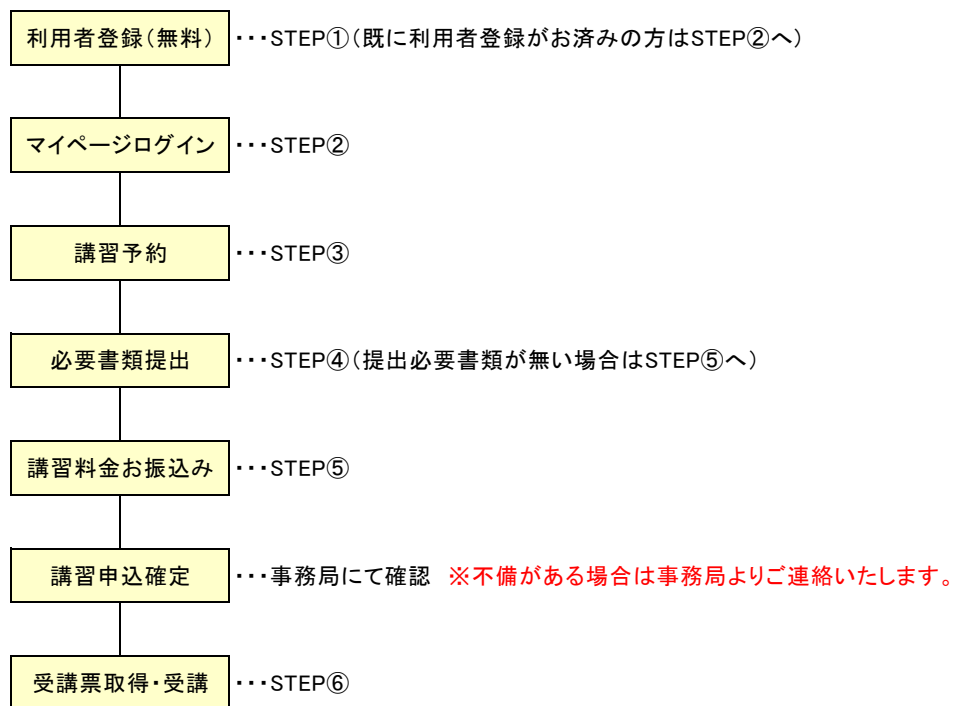 利用者登録(無料) ・・・STEP①(既に利用者登録がお済みの方はSTEP②へ)
マイページログイン ・・・STEP②
講習予約 ・・・STEP③
必要書類提出 ・・・STEP④(提出必要書類が無い場合はSTEP⑤へ)
講習料金お振込み ・・・STEP⑤
講習申込確定 ・・・事務局にて確認 ※不備がある場合は事務局よりご連絡いたします。
受講票取得・受講 ・・・STEP⑥